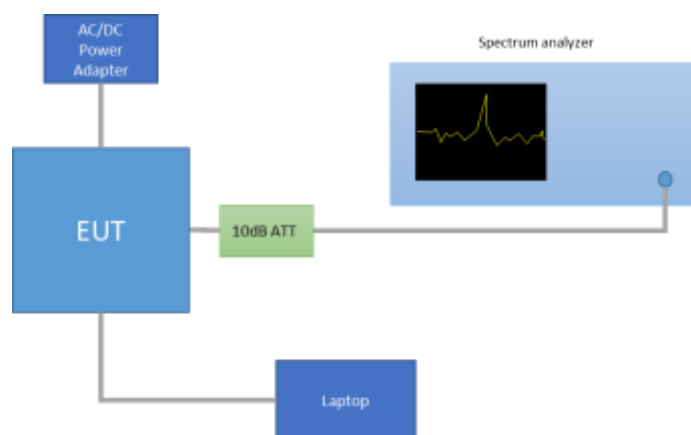 AC/DC
Power
Adapter
Spectrum analyzer
EUT
10dB ATT
Laptop